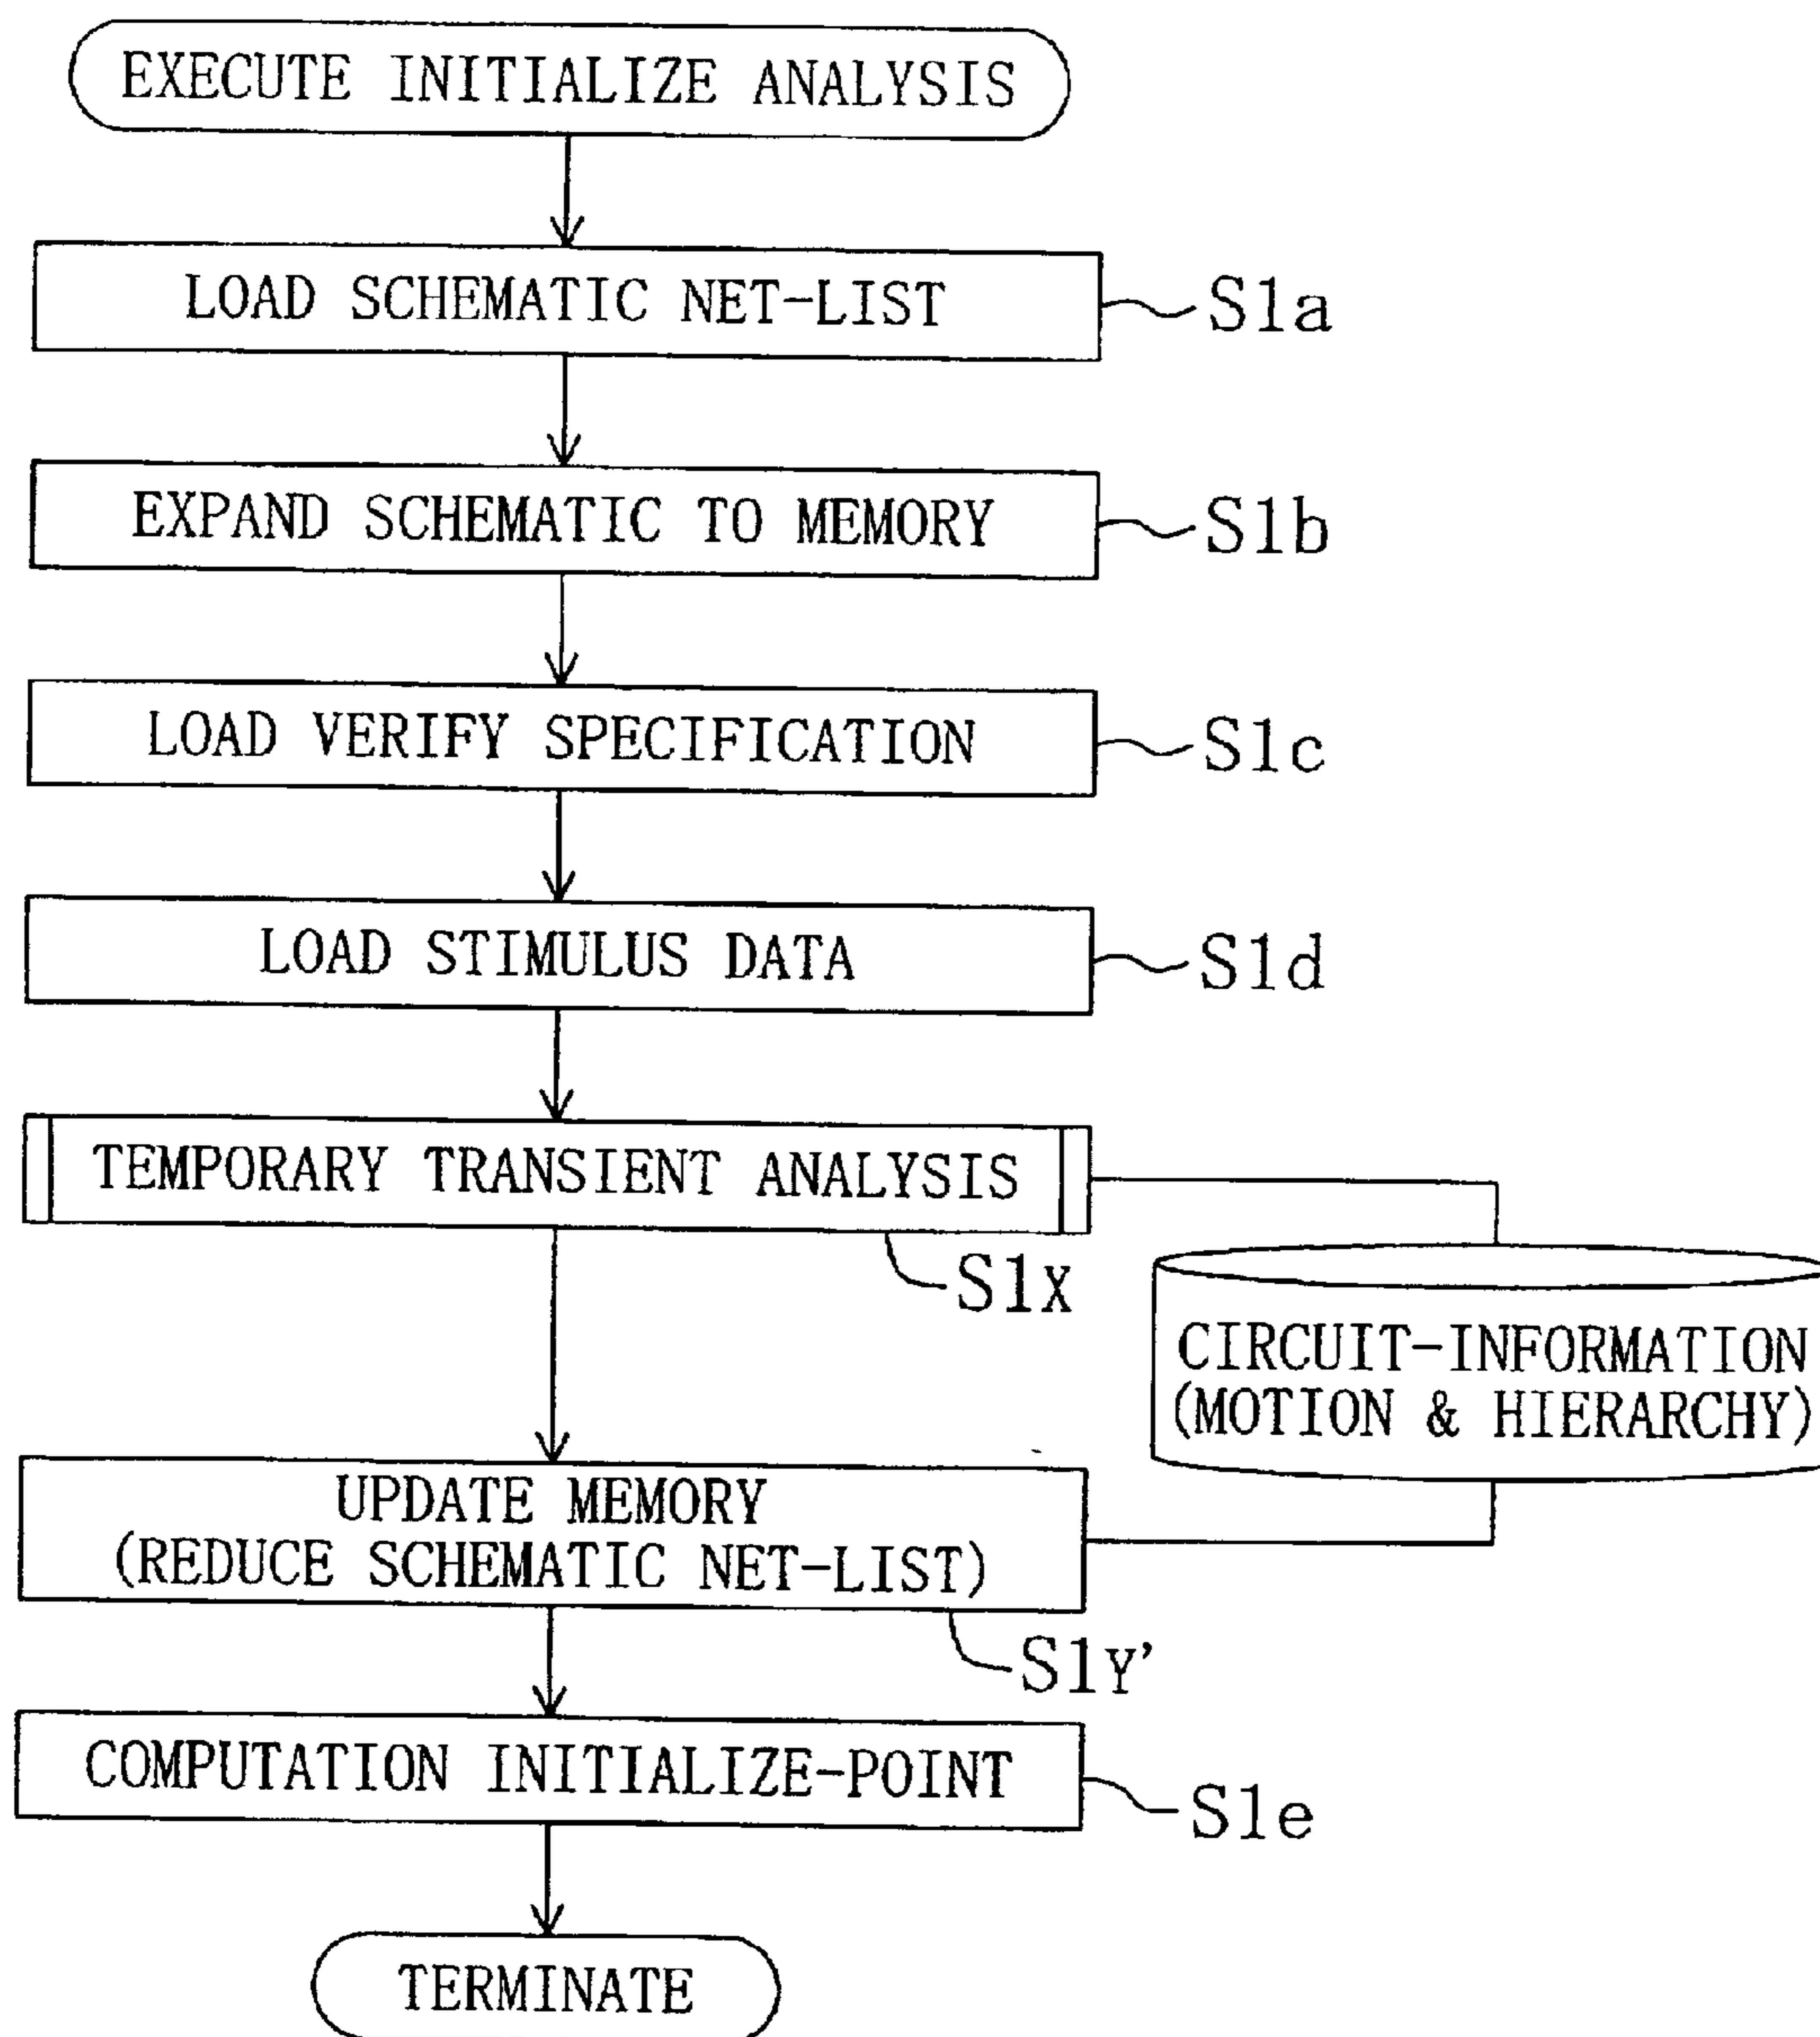 EXECUTE INITIALIZE ANALYSIS
LOAD SCHEMATIC NET-LIST
S1a
EXPAND SCHEMATIC TO MEMORY
S1b
LOAD VERIFY SPECIFICATION
S1c
LOAD STIMULUS DATA
S1d
TEMPORARY TRANSIENT ANALYSIS
S1X
CIRCUIT-INFORMATION
(MOTION & HIERARCHY)
UPDATE MEMORY
(REDUCE SCHEMATIC NET-LIST)
S1Y'
COMPUTATION INITIALIZE-POINT
S1e
TERMINATE